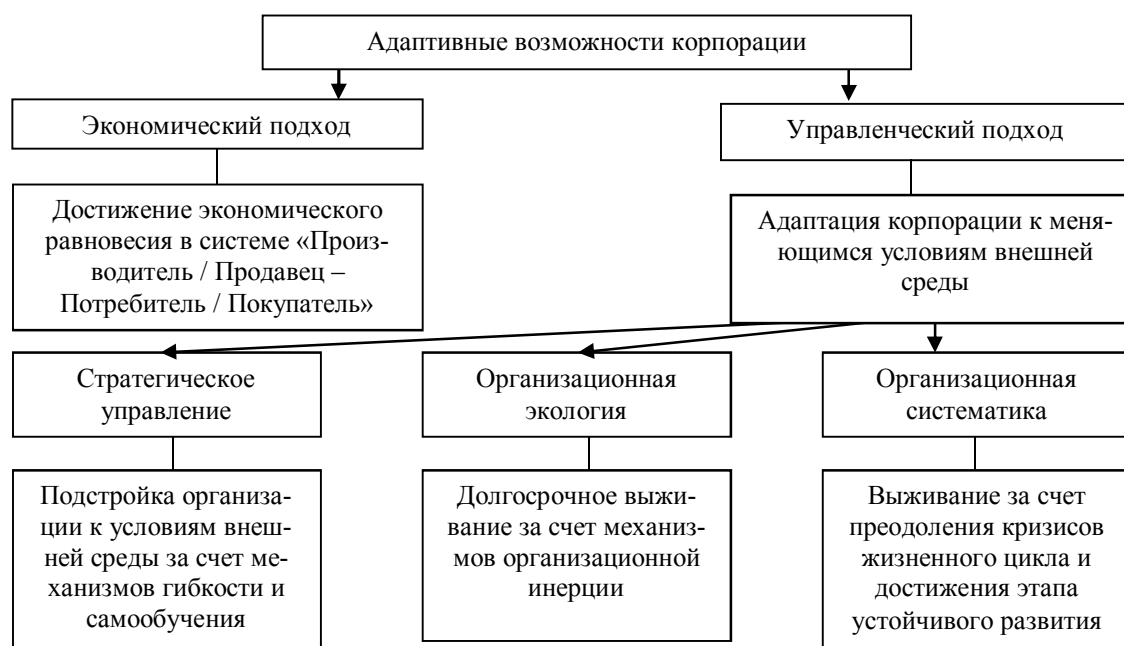 Адаптивные возможности корпорации
Экономический подход
Управленческий подход
Достижение экономического
равновесия в системе «Произ-
водитель / Продавец –
Потребитель / Покупатель»
Адаптация корпорации к меня-
ющимся условиям внешней
среды
Стратегическое
управление
Организационная
экология
Организационная
систематика
Подстройка организа-
ции к условиям внеш-
ней среды за счет ме-
ханизмов гибкости и
самообучения
Долгосрочное выжи-
вание за счет механиз-
мов организационной
инерции
Выживание за счет
преодоления кризисов
жизненного цикла и
достижения этапа
устойчивого развития